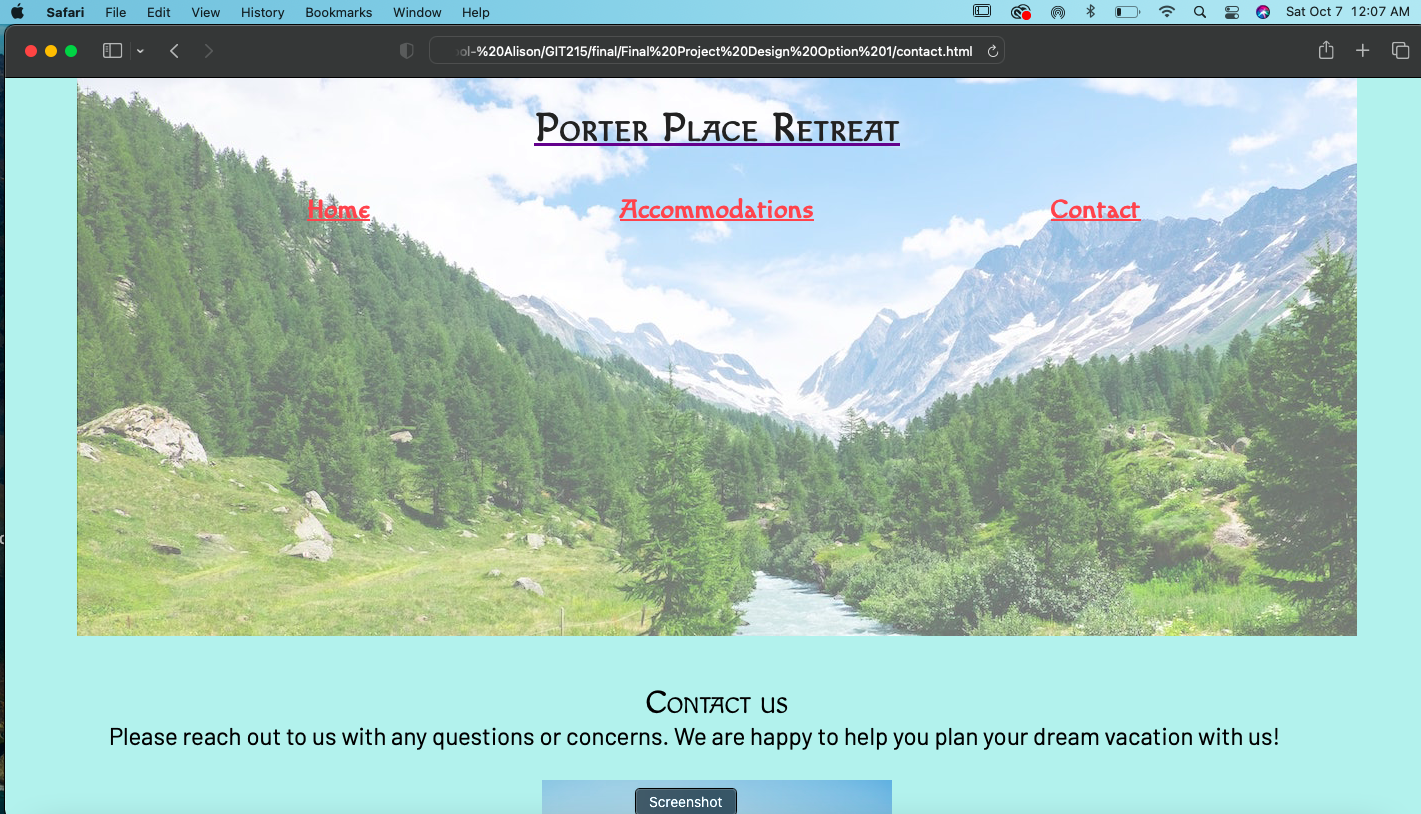 Safari File Edit View History Bookmarks Window Help Sat Oct 7 12:07 AM
ol-%20Alison/GIT215/final/Final%20Project%20Design%20Option%201/contact.html
Porter Place Retreat
Home Accommodations Contact
Contact us
Please reach out to us with any questions or concerns. We are happy to help you plan your dream vacation with us!
Screenshot